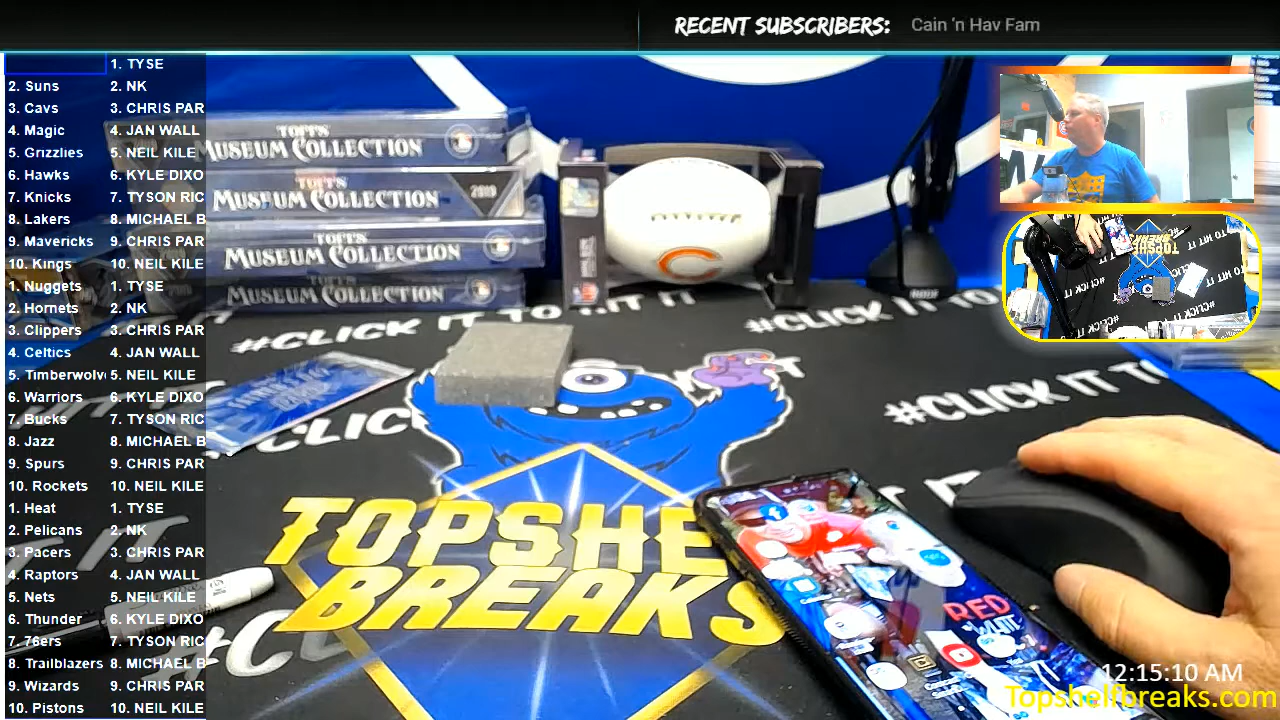 RECENT SUBSCRIBERS: Cain 'n Hav Fam
1. TYSE
2. Suns 2. NK
3. Cavs 3. CHRIS PAR
4. Magic 4. JAN WALL
5. Grizzlies 5. NEIL KILE
6. Hawks 6. KYLE DIXO
7. Knicks 7. TYSON RIC
8. Lakers 8. MICHAEL B
9. Mavericks 9. CHRIS PAR
10. Kings 10. NEIL KILE
1. Nuggets 1. TYSE
2. Hornets 2. NK
3. Clippers 3. CHRIS PAR
4. Celtics 4. JAN WALL
5. Timberwolv 5. NEIL KILE
6. Warriors 6. KYLE DIXO
7. Bucks 7. TYSON RIC
8. Jazz 8. MICHAEL B
9. Spurs 9. CHRIS PAR
10. Rockets 10. NEIL KILE
1. Heat 1. TYSE
2. Pelicans 2. NK
3. Pacers 3. CHRIS PAR
4. Raptors 4. JAN WALL
5. Nets 5. NEIL KILE
6. Thunder 6. KYLE DIXO
7. 76ers 7. TYSON RIC
8. Trailblazers 8. MICHAEL B
9. Wizards 9. CHRIS PAR
10. Pistons 10. NEIL KILE
TOPPS
MUSEUM COLLECTION
TOPPS
MUSEUM COLLECTION
2019
TOPPS
MUSEUM COLLECTION
TOPPS
MUSEUM COLLECTION
#CLICK IT TO HIT IT
#CLICK
#CLICK IT TO
#CLICK
TOPSHE
BREAKS
RED
12:15:10 AM
Topshelfbreaks.com